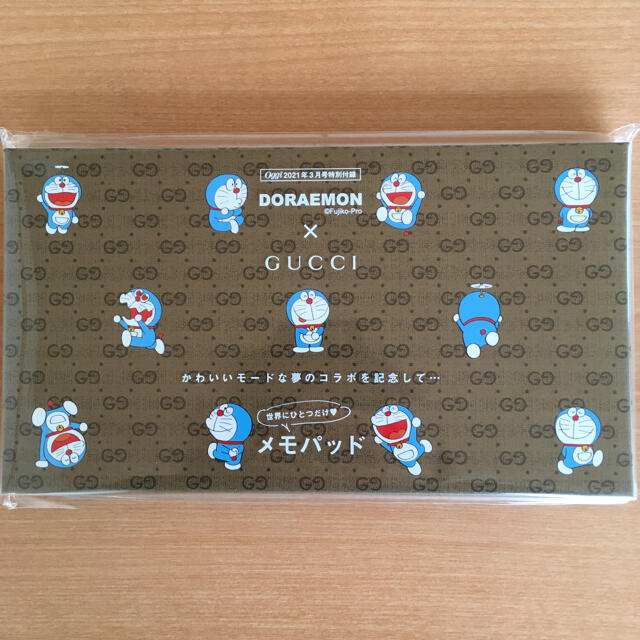 Oggi 2021年3月号特別付録
DORAEMON
©Fujiko-Pro
×
GUCCI
かわいいモードな夢のコラボを記念して…
世界にひとつだけ♥
メモパッド